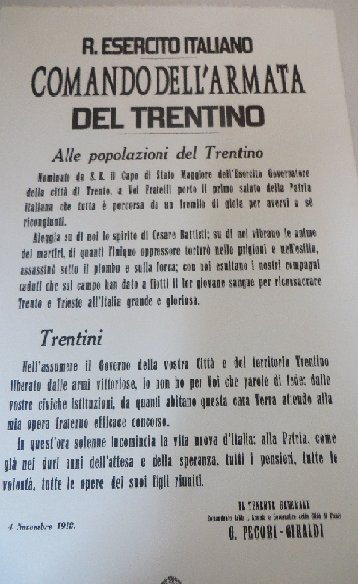 R. ESERCITO ITALIANO
COMANDO DELL'ARMATA
DEL TRENTINO
Alle popolazioni del Trentino
Nominato da S. E. il Capo di Stato Maggiore dell'Esercito Governatore
della città di Trento, a Voi Fratelli porto il primo saluto della Patria
italiana che tutta è percorsa da un fremito di gioia per avervi a sè
ricongiunti.
Aleggia su di noi lo spirito di Cesare Battisti; su di noi vibrano le anime
dei martiri, di quanti l'iniquo oppressore torturò nelle prigioni e nell'esilio,
assassinò sotto il piombo e sulla forca; con noi esultano i nostri compagni
caduti che sul campo han dato a fiotti il lor giovane sangue per riconsacrare
Trento e Trieste all'Italia grande e gloriosa.
Trentini
Nell'assumere il Governo della vostra Città e del territorio Trentino
liberato dalle armi vittoriose, io non ho per Voi che parole di fede; dalle
vostre civiche istituzioni, da quanti abitano questa cara Terra attendo alla
mia opera fraterno efficace concorso.
In quest'ora solenne incomincia la vita nuova d'Italia: alla Patria, come
già nei duri anni dell'attesa e della speranza, tutti i pensieri, tutte le
volontà, tutte le opere dei suoi figli riuniti.
4 Novembre 1918.
IL TENENTE GENERALE
G. PECORI-GIRALDI